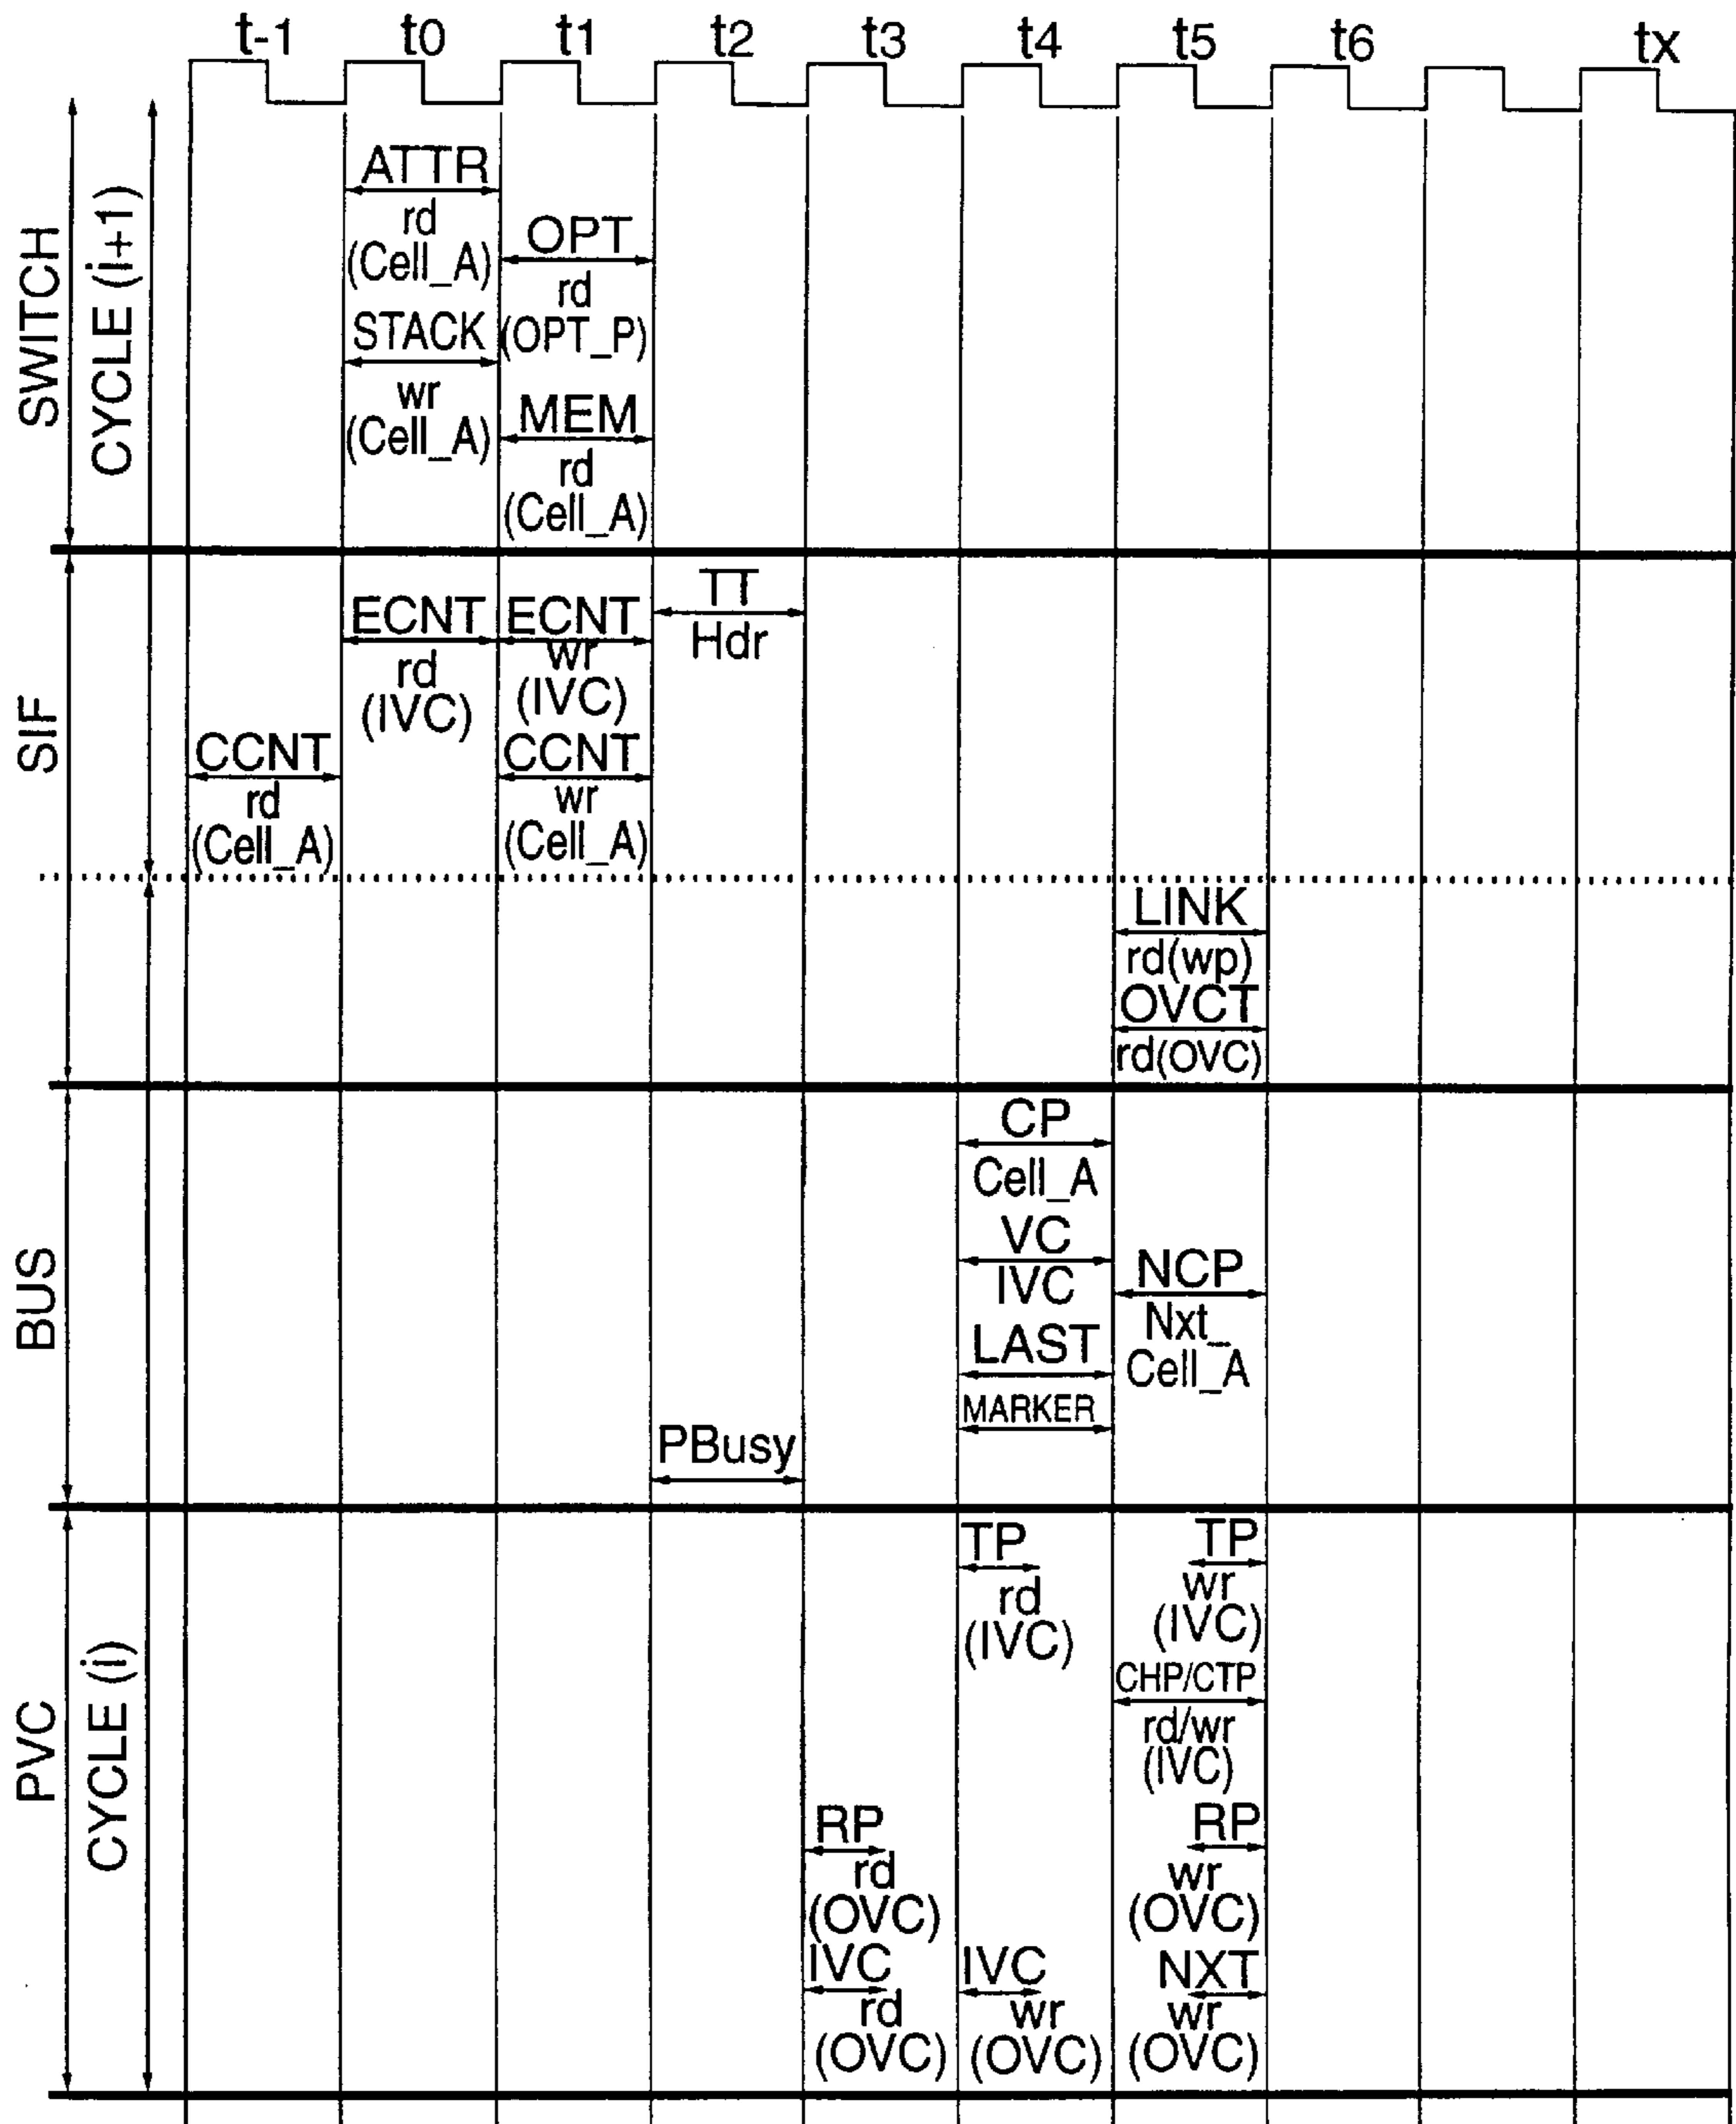 t-1 t0 t1 t2 t3 t4 t5 t6 tx
SWITCH
CYCLE (i+1)
ATTR
rd
(Cell_A)
STACK
wr
(Cell_A)
OPT
rd
(OPT_P)
MEM
rd
(Cell_A)
SIF
CCNT
rd
(Cell_A)
ECNT
rd
(IVC)
ECNT
wr
(IVC)
CCNT
wr
(Cell_A)
TT
Hdr
LINK
rd(wp)
OVCT
rd(OVC)
BUS
PBusy
CP
Cell_A
VC
IVC
LAST
MARKER
NCP
Nxt_
Cell_A
PVC
CYCLE (i)
RP
rd
(OVC)
IVC
rd
(OVC)
TP
rd
(IVC)
IVC
wr
(OVC)
TP
wr
(IVC)
CHP/CTP
rd/wr
(IVC)
RP
wr
(OVC)
NXT
wr
(OVC)